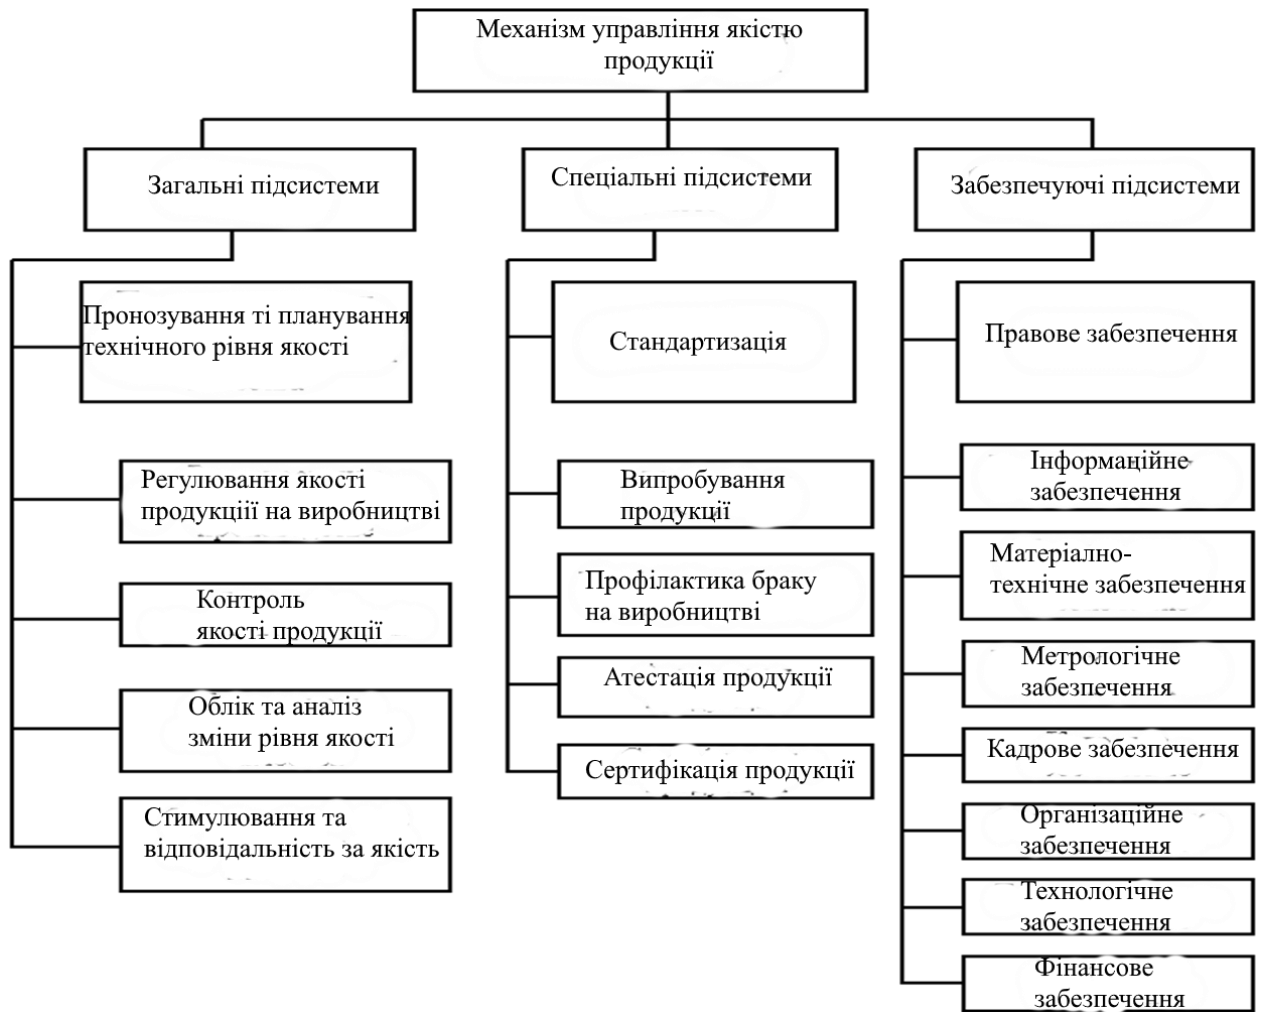 Механізм управління якістю
продукції
Загальні підсистеми
Спеціальні підсистеми
Забезпечуючі підсистеми
Пронозування ті планування
технічного рівня якості
Регулювання якості
продукціії на виробництві
Контроль
якості продукції
Облік та аналіз
зміни рівня якості
Стимулювання та
відповідальність за якість
Стандартизація
Випробування
продукції
Профілактика браку
на виробництві
Атестація продукції
Сертифікація продукції
Правове забезпечення
Інформаційне
забезпечення
Матеріално-
технічне забезпечення
Метрологічне
забезпечення
Кадрове забезпечення
Організаційне
забезпечення
Технологічне
забезпечення
Фінансове
забезпечення